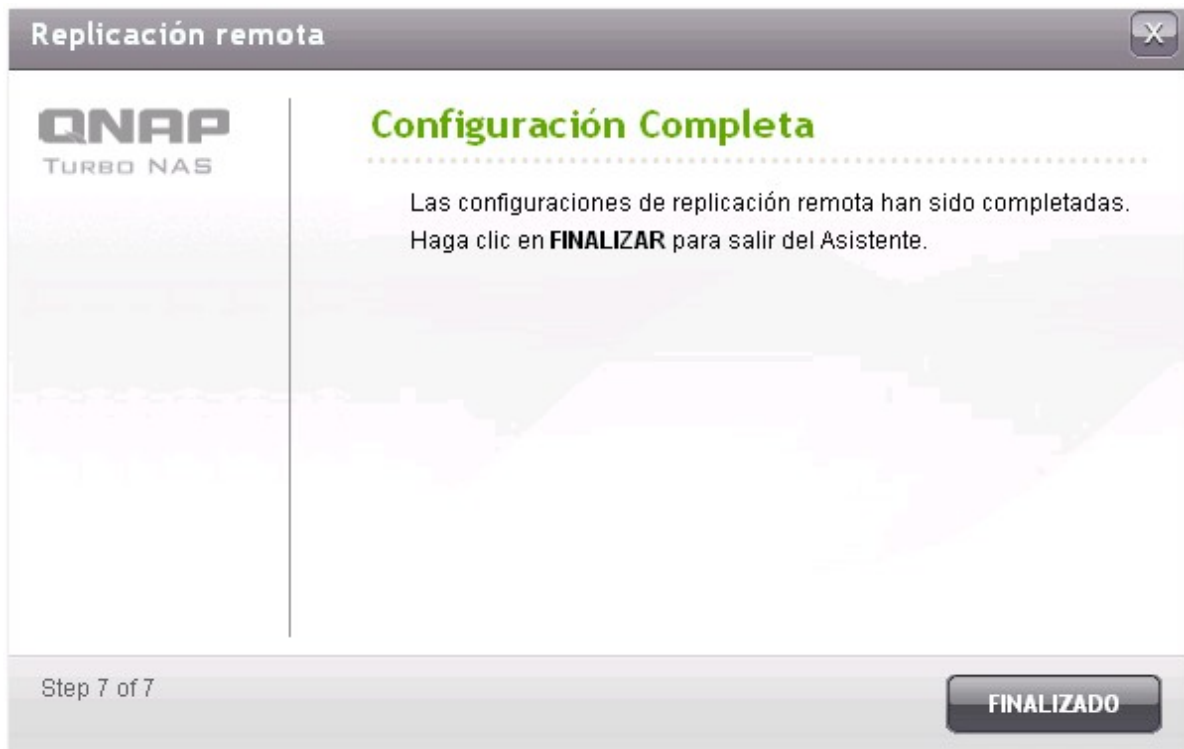 Replicación remota
X
QNAP
TURBO NAS
Configuración Completa
Las configuraciones de replicación remota han sido completadas.
Haga clic en FINALIZAR para salir del Asistente.
Step 7 of 7
FINALIZADO